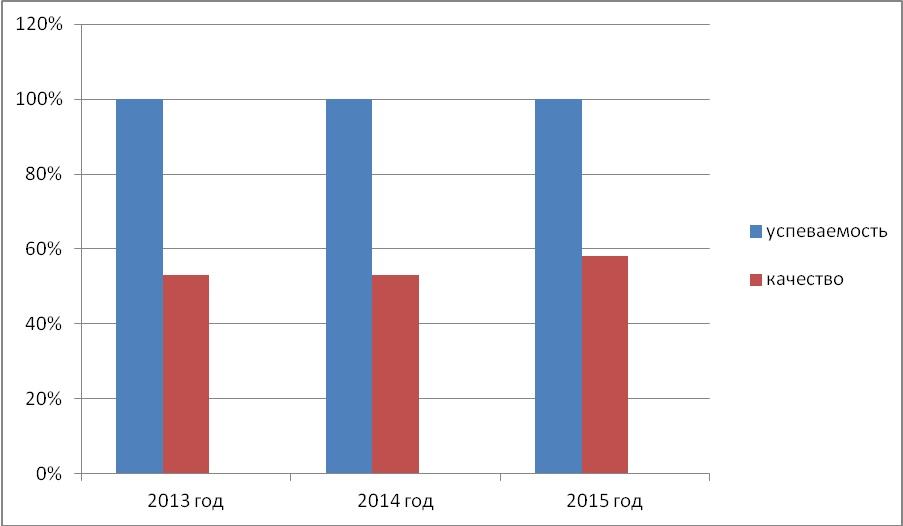 120%
100%
80%
60%
40%
20%
0%
2013 год
2014 год
2015 год
успеваемость
качество